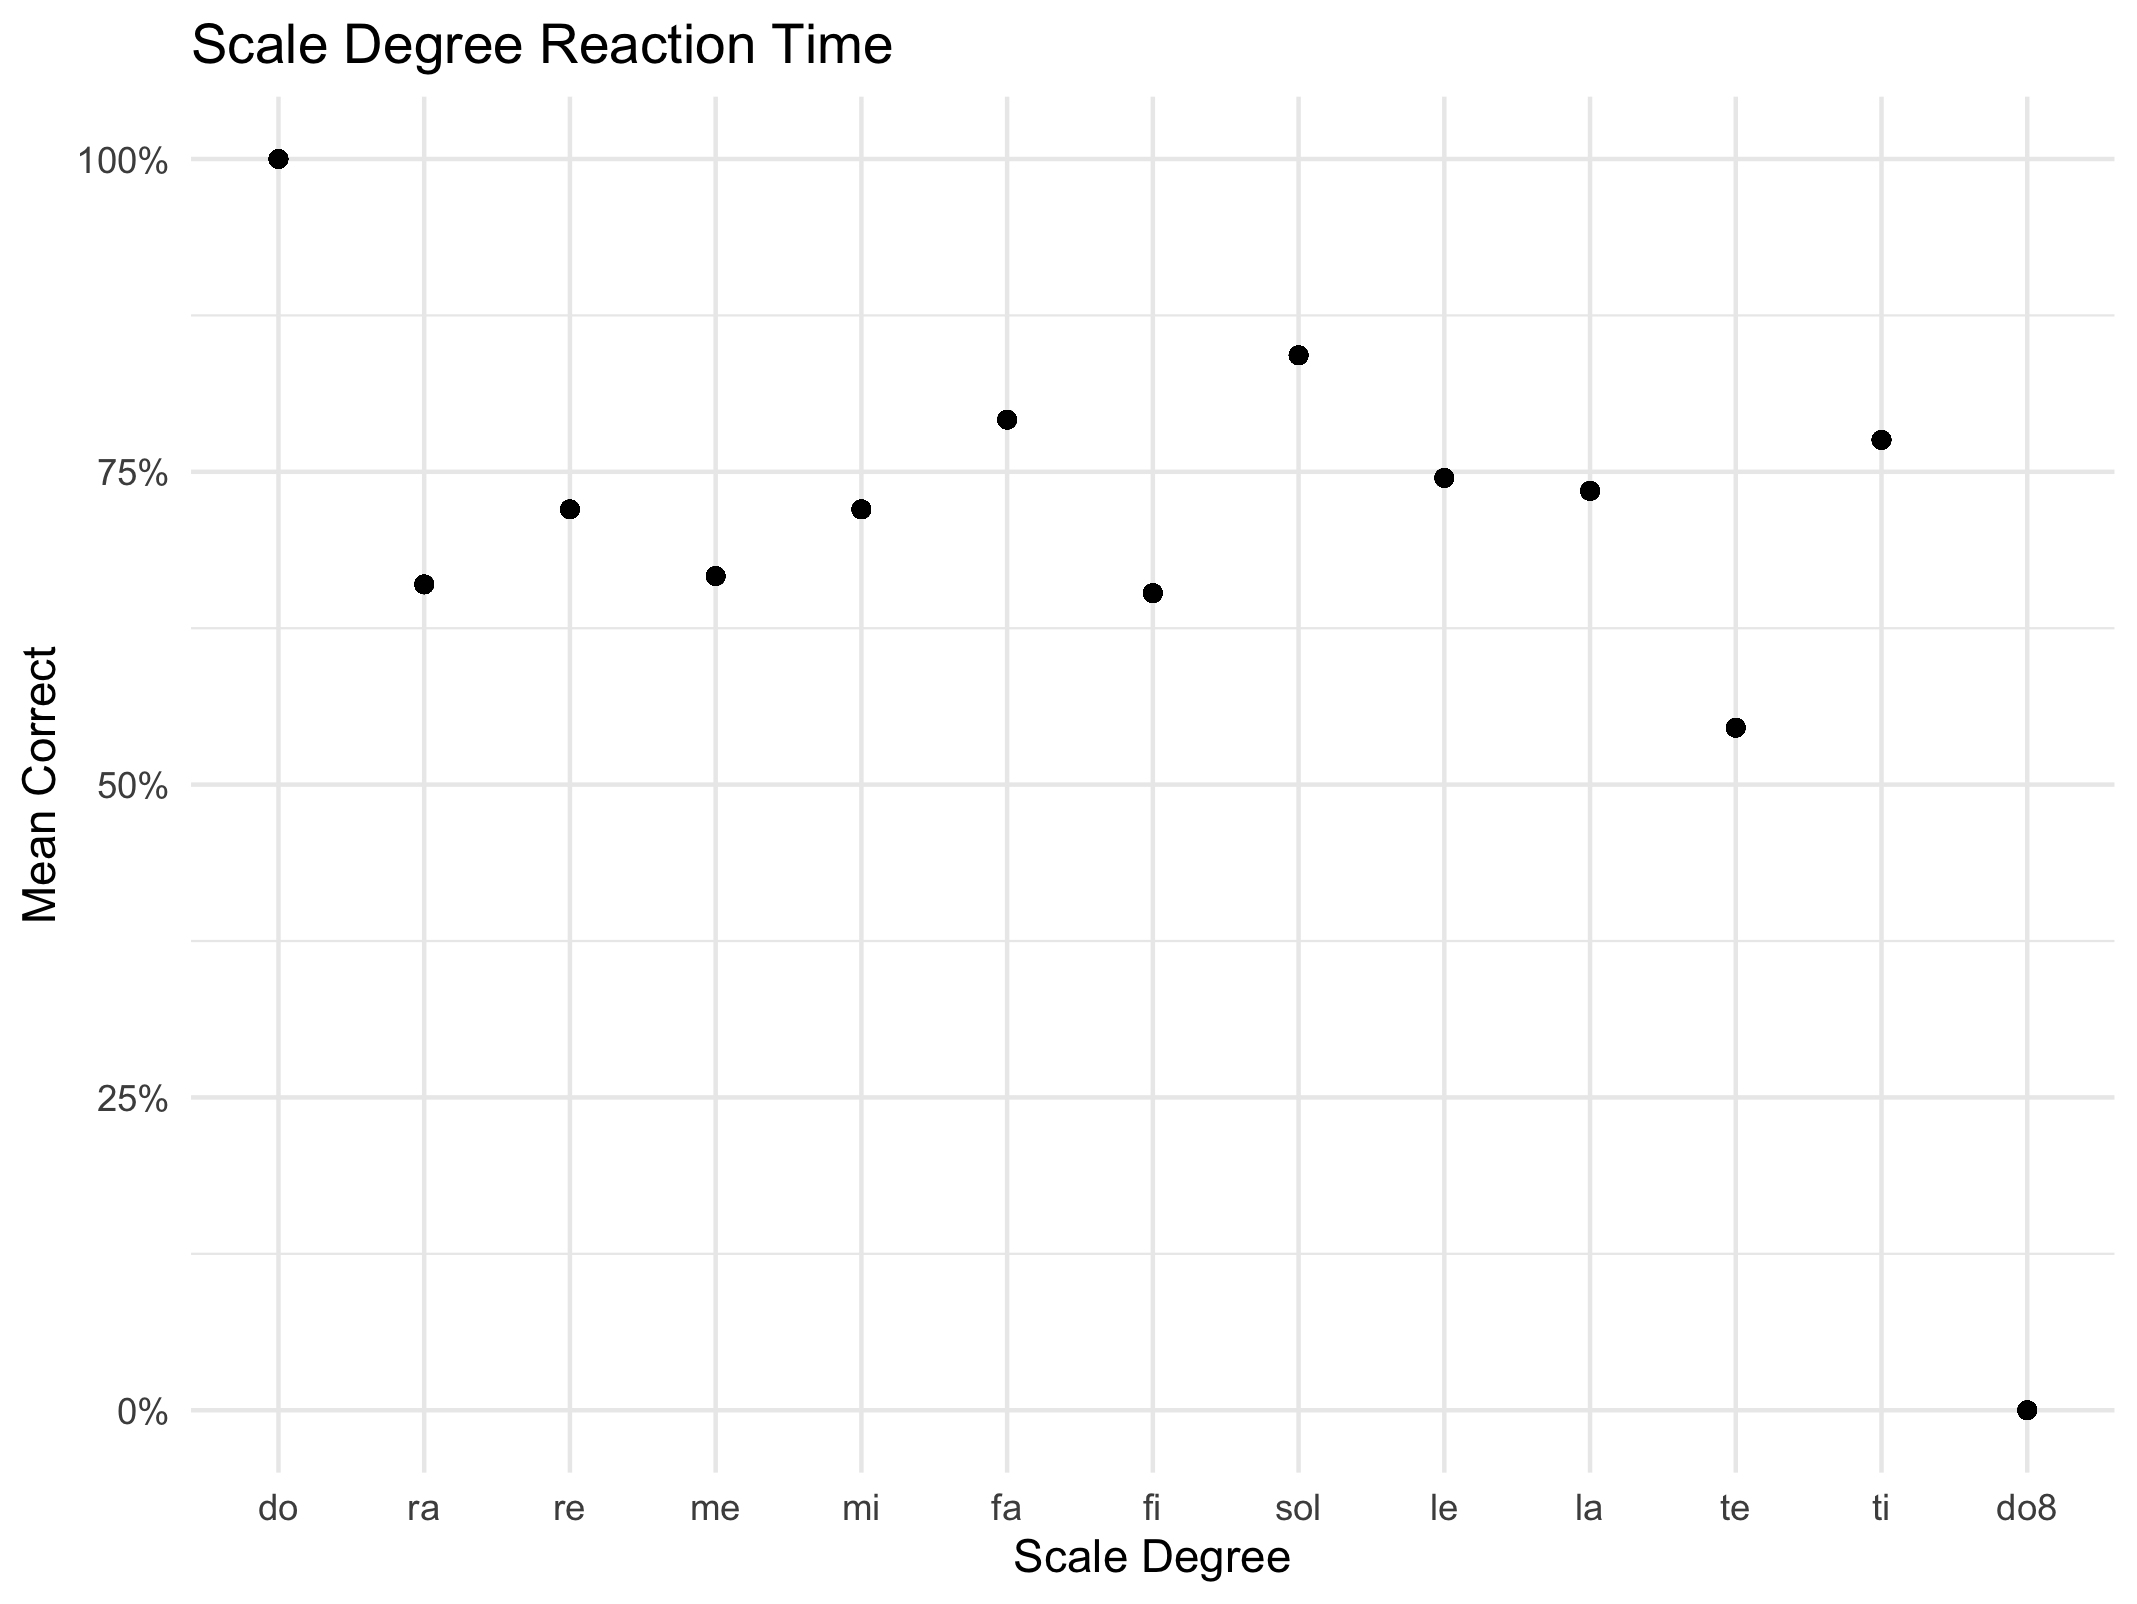 Scale Degree Reaction Time
Mean Correct
100%
75%
50%
25%
0%
do ra re me mi fa fi sol le la te ti do8
Scale Degree